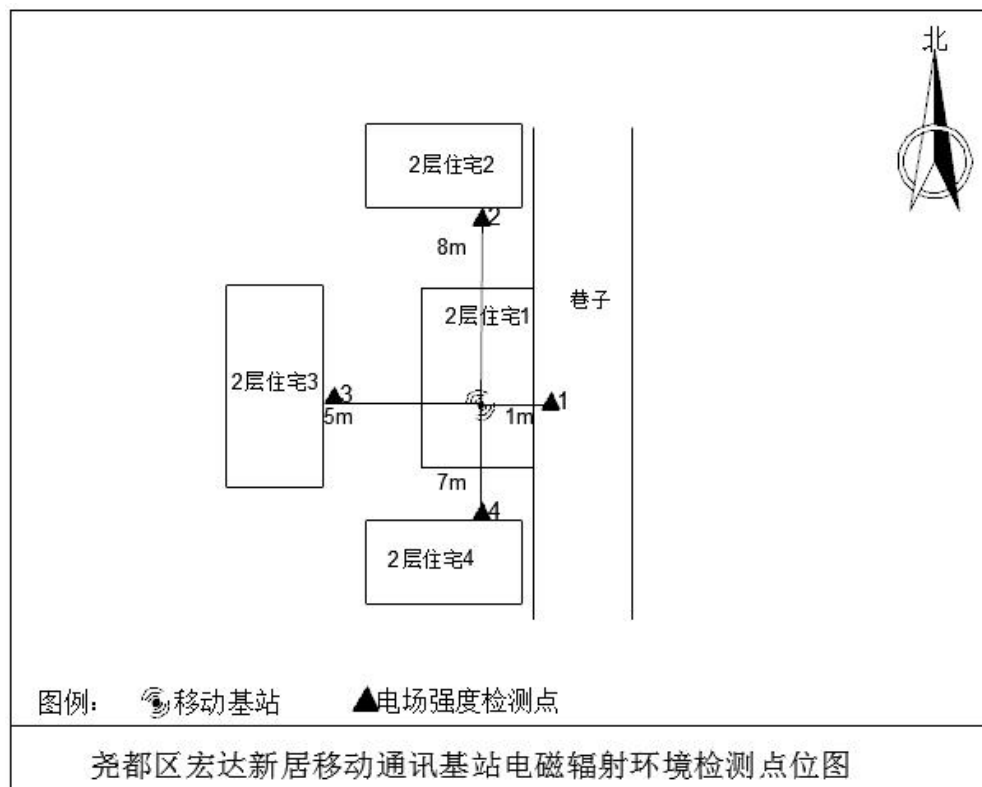 北
2层住宅2
2
8m
巷子
2层住宅1
2层住宅3
3
5m
1m
1
7m
4
2层住宅4
图例： 移动基站 电场强度检测点
尧都区宏达新居移动通讯基站电磁辐射环境检测点位图